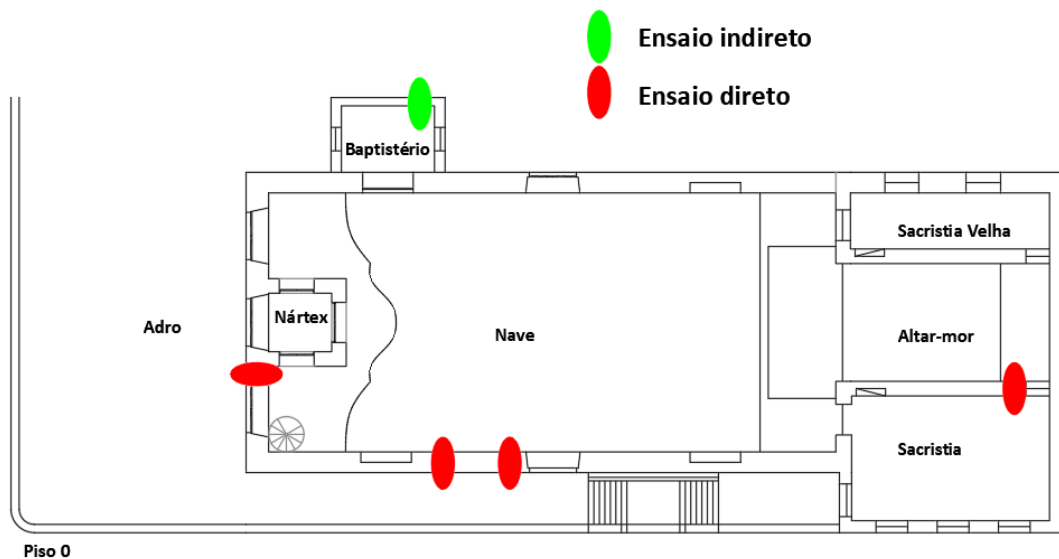 Ensaio indireto
Ensaio direto
Baptistério
Sacristia Velha
Nártex
Adro
Nave
Altar-mor
Sacristia
Piso 0